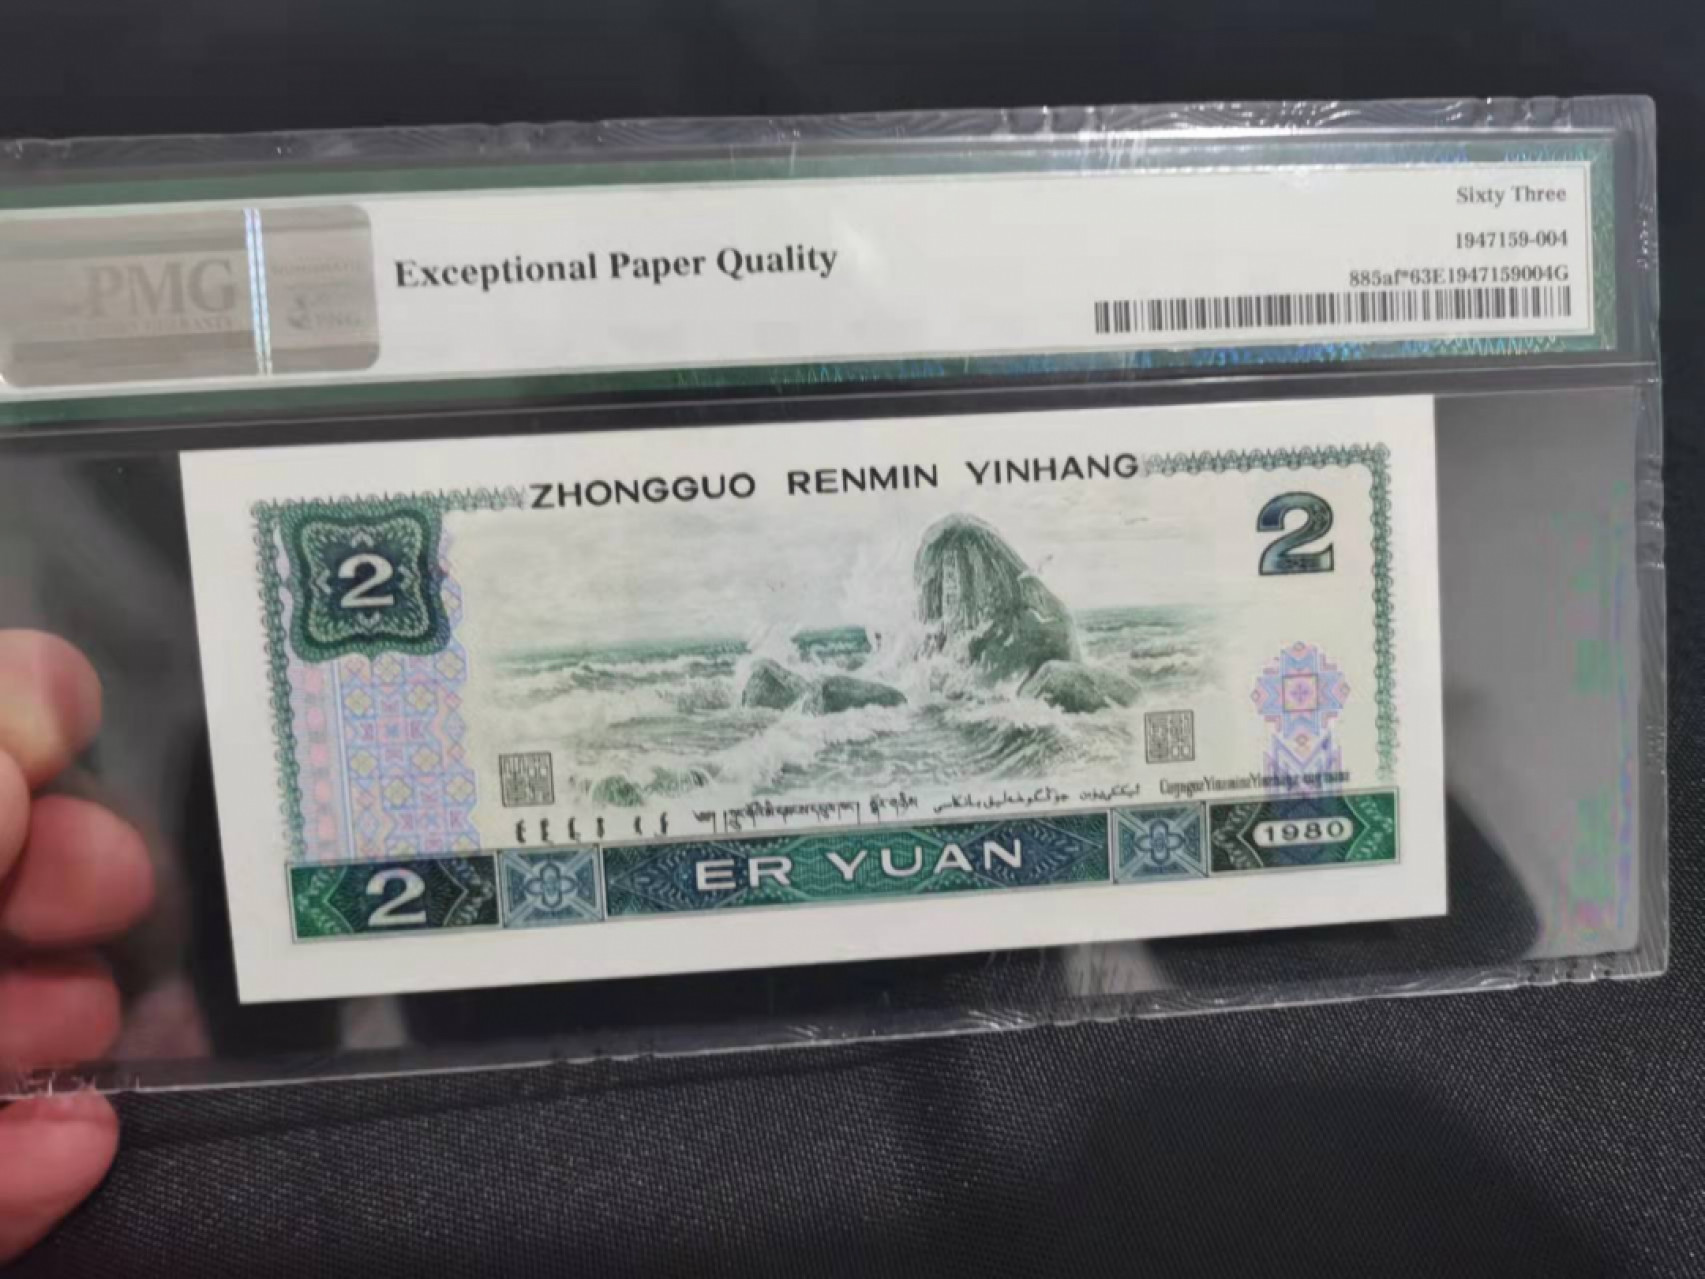 PMG
Exceptional Paper Quality
Sixty Three
1947159-004
885af*63E1947159004G
ZHONGGUO RENMIN YINHANG
2
2
2
ER YUAN
1980